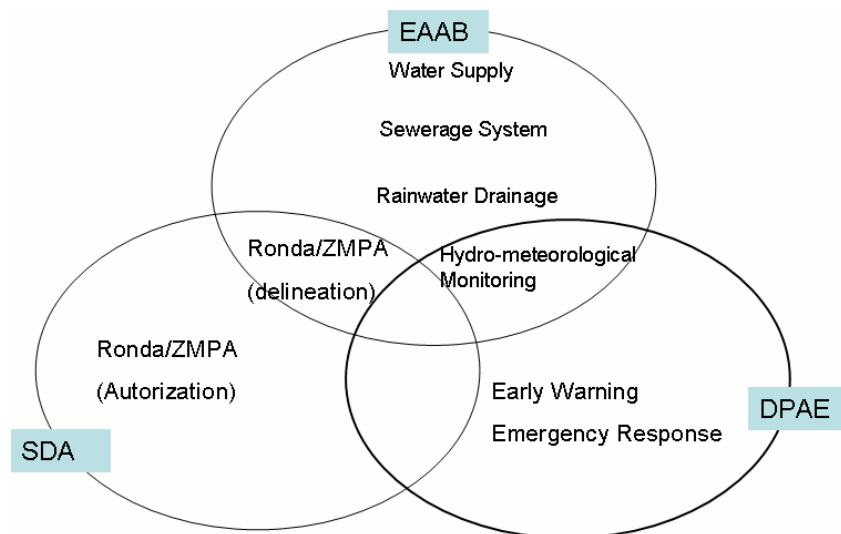 EAAB
Water Supply
Sewerage System
Rainwater Drainage
Ronda/ZMPA
(delineation)
Hydro-meteorological
Monitoring
Ronda/ZMPA
(Autorization)
Early Warning
Emergency Response
DPAE
SDA